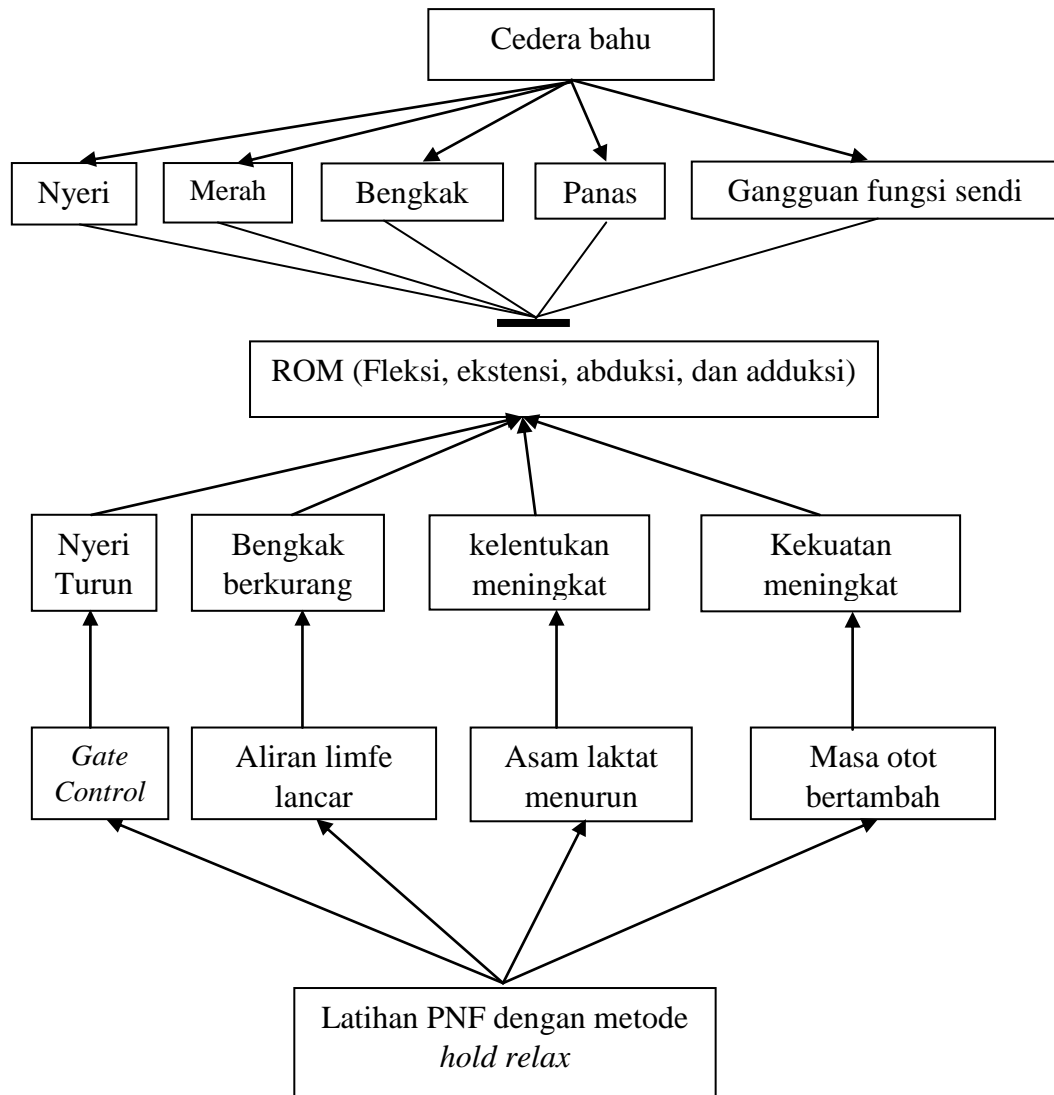 Cedera bahu
Nyeri
Merah
Bengkak
Panas
Gangguan fungsi sendi
ROM (Fleksi, ekstensi, abduksi, dan adduksi)
Nyeri
Turun
Bengkak
berkurang
kelentukan
meningkat
Kekuatan
meningkat
Gate
Control
Aliran limfe
lancar
Asam laktat
menurun
Masa otot
bertambah
Latihan PNF dengan metode
hold relax